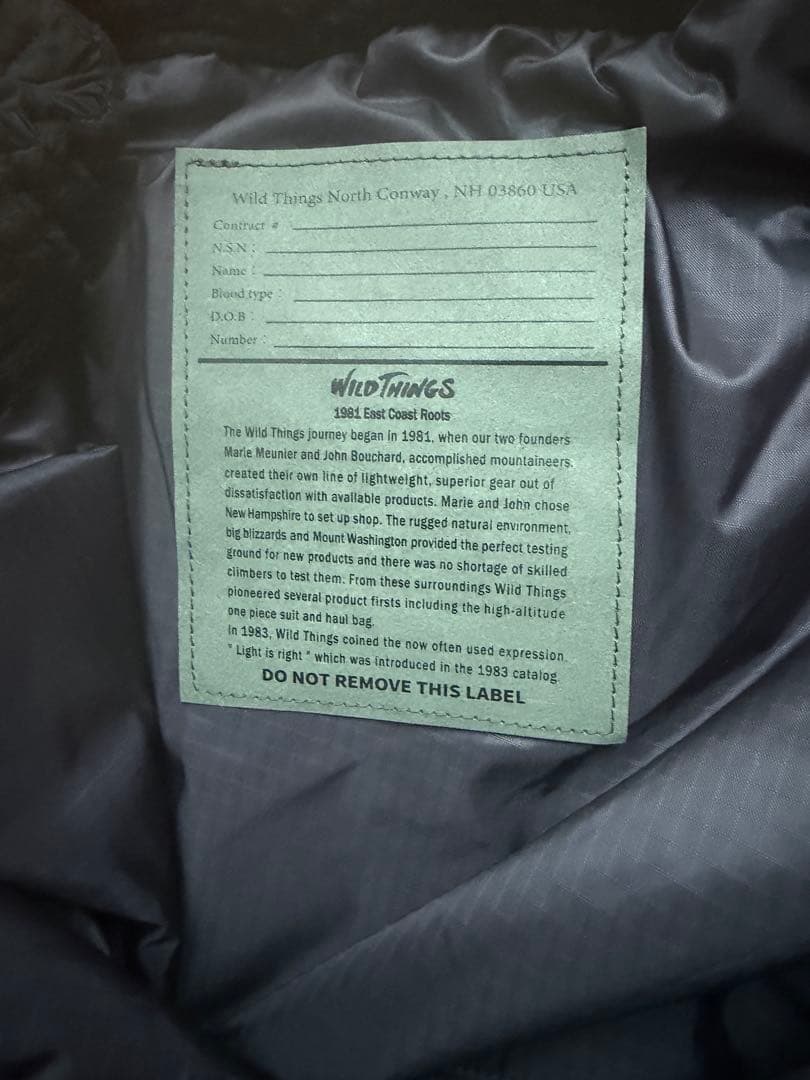 Wild Things North Conway , NH 03860 USA
Contract #
N.S.N :
Name :
Blood type :
D.O.B :
Number :
WILD THINGS
1981 East Coast Roots
The Wild Things journey began in 1981, when our two founders
Marie Meunier and John Bouchard, accomplished mountaineers,
created their own line of lightweight, superior gear out of
dissatisfaction with available products. Marie and John chose
New Hampshire to set up shop. The rugged natural environment,
big blizzards and Mount Washington provided the perfect testing
ground for new products and there was no shortage of skilled
climbers to test them. From these surroundings Wild Things
pioneered several product firsts including the high-altitude
one piece suit and haul bag.
In 1983, Wild Things coined the now often used expression
" Light is right " which was introduced in the 1983 catalog.
DO NOT REMOVE THIS LABEL